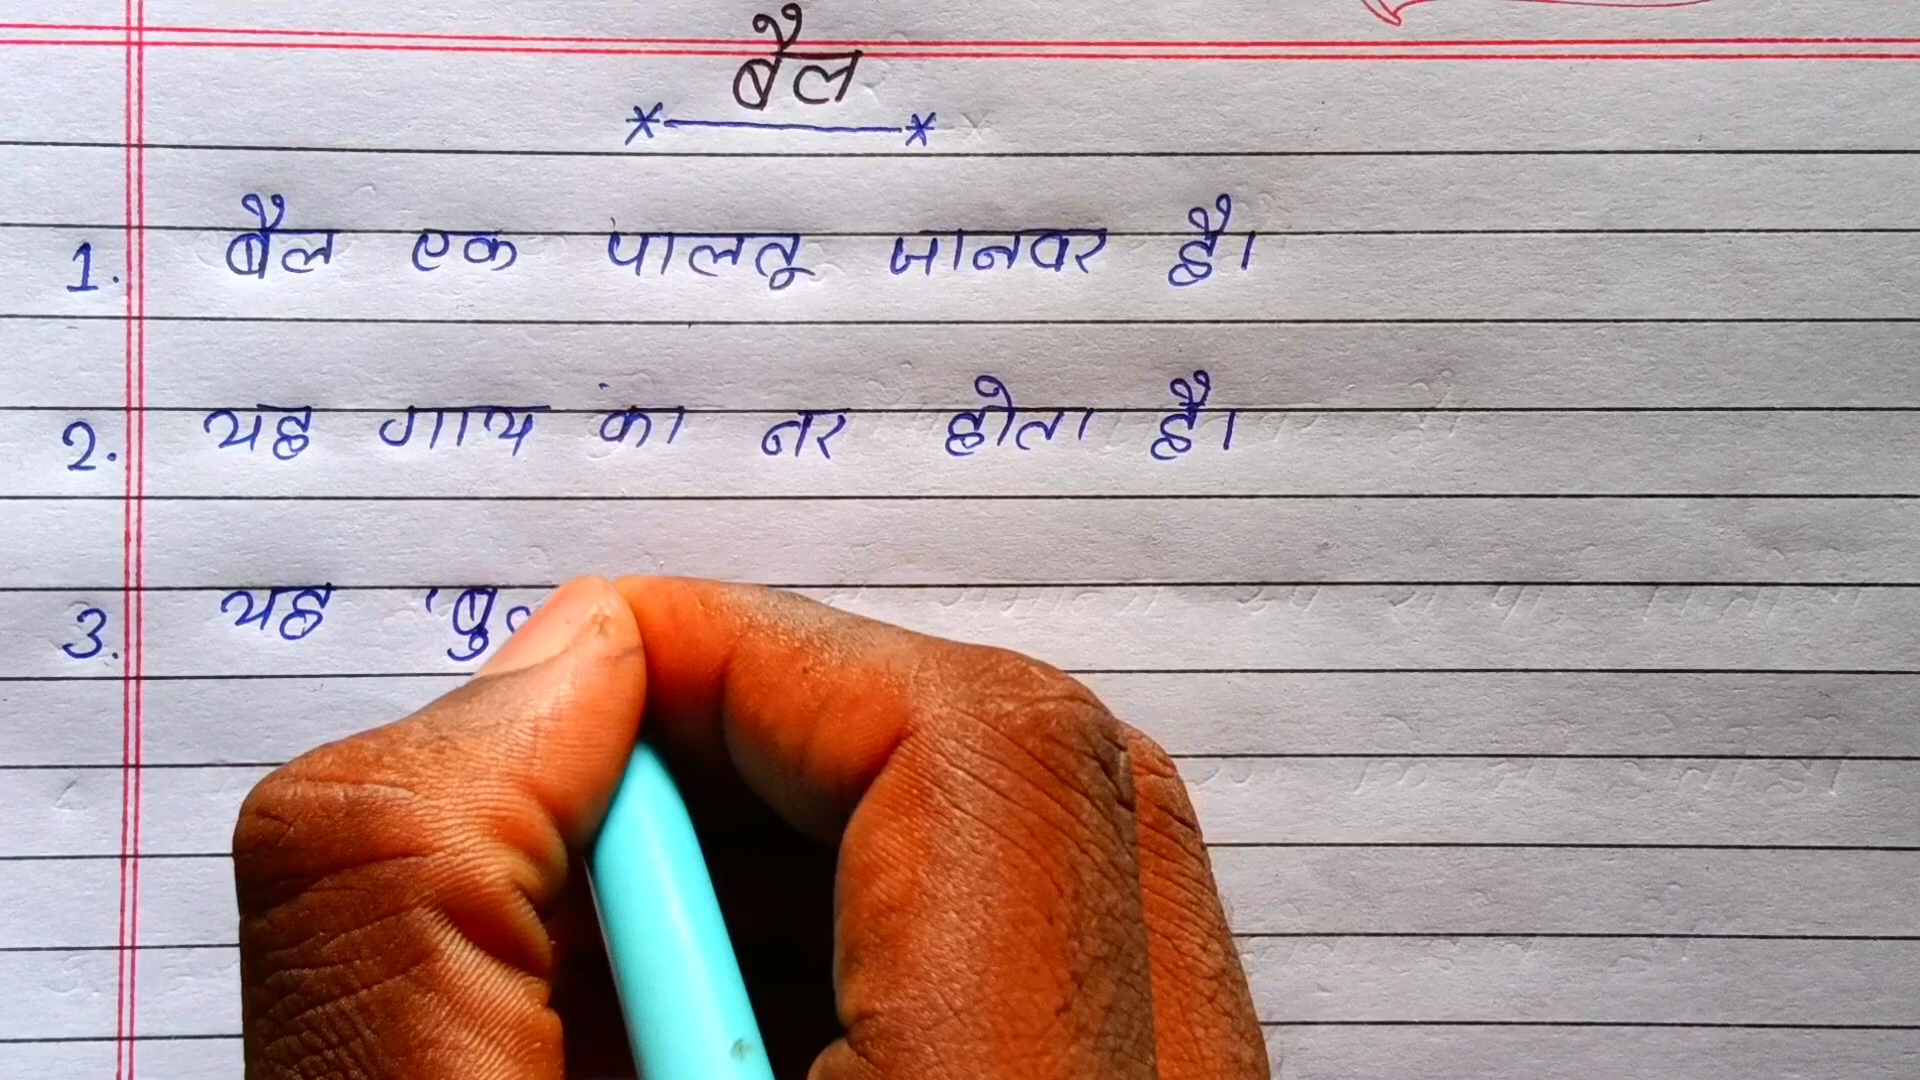 बैल
1. बैल एक पालतू जानवर है।
2. यह गाय का नर होता है।
3. यह